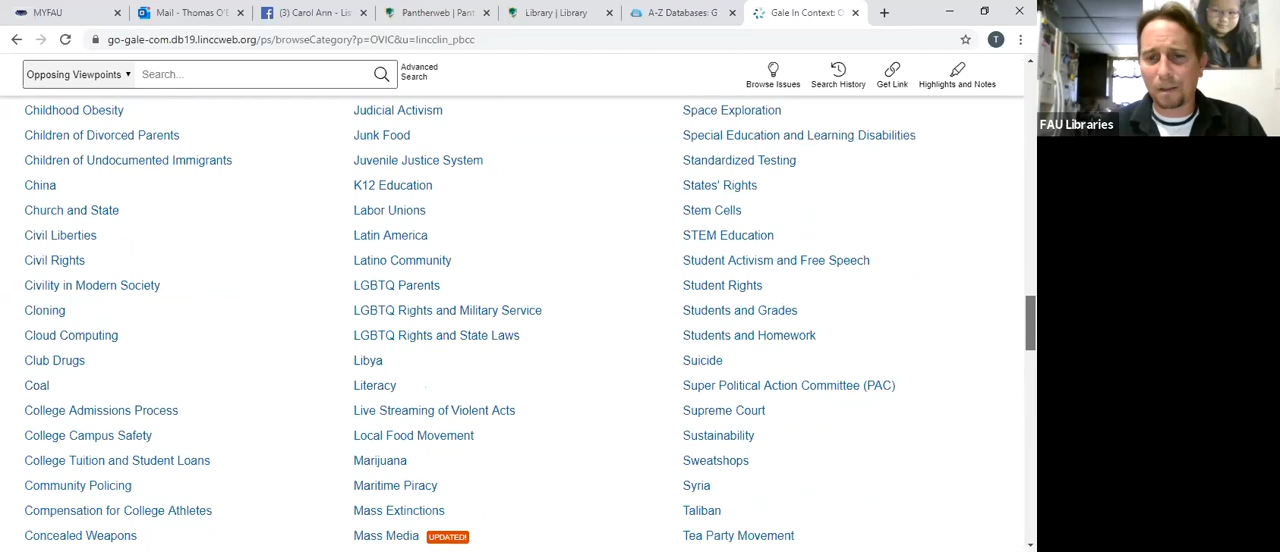 MYFAU
Mail - Thomas O'B
(3) Carol Ann - Lis
Pantherweb | Pant
Library | Library
A-Z Databases: G
Gale In Context: O
go-gale-com.db19.linccweb.org/ps/browseCategory?p=OVIC&u=lincclin_pbcc
T
Opposing Viewpoints
Search...
Advanced
Search
Browse Issues
Search History
Get Link
Highlights and Notes
FAU Libraries
Childhood Obesity
Children of Divorced Parents
Children of Undocumented Immigrants
China
Church and State
Civil Liberties
Civil Rights
Civility in Modern Society
Cloning
Cloud Computing
Club Drugs
Coal
College Admissions Process
College Campus Safety
College Tuition and Student Loans
Community Policing
Compensation for College Athletes
Concealed Weapons
Judicial Activism
Junk Food
Juvenile Justice System
K12 Education
Labor Unions
Latin America
Latino Community
LGBTQ Parents
LGBTQ Rights and Military Service
LGBTQ Rights and State Laws
Libya
Literacy
Live Streaming of Violent Acts
Local Food Movement
Marijuana
Maritime Piracy
Mass Extinctions
Mass Media UPDATED!
Space Exploration
Special Education and Learning Disabilities
Standardized Testing
States' Rights
Stem Cells
STEM Education
Student Activism and Free Speech
Student Rights
Students and Grades
Students and Homework
Suicide
Super Political Action Committee (PAC)
Supreme Court
Sustainability
Sweatshops
Syria
Taliban
Tea Party Movement